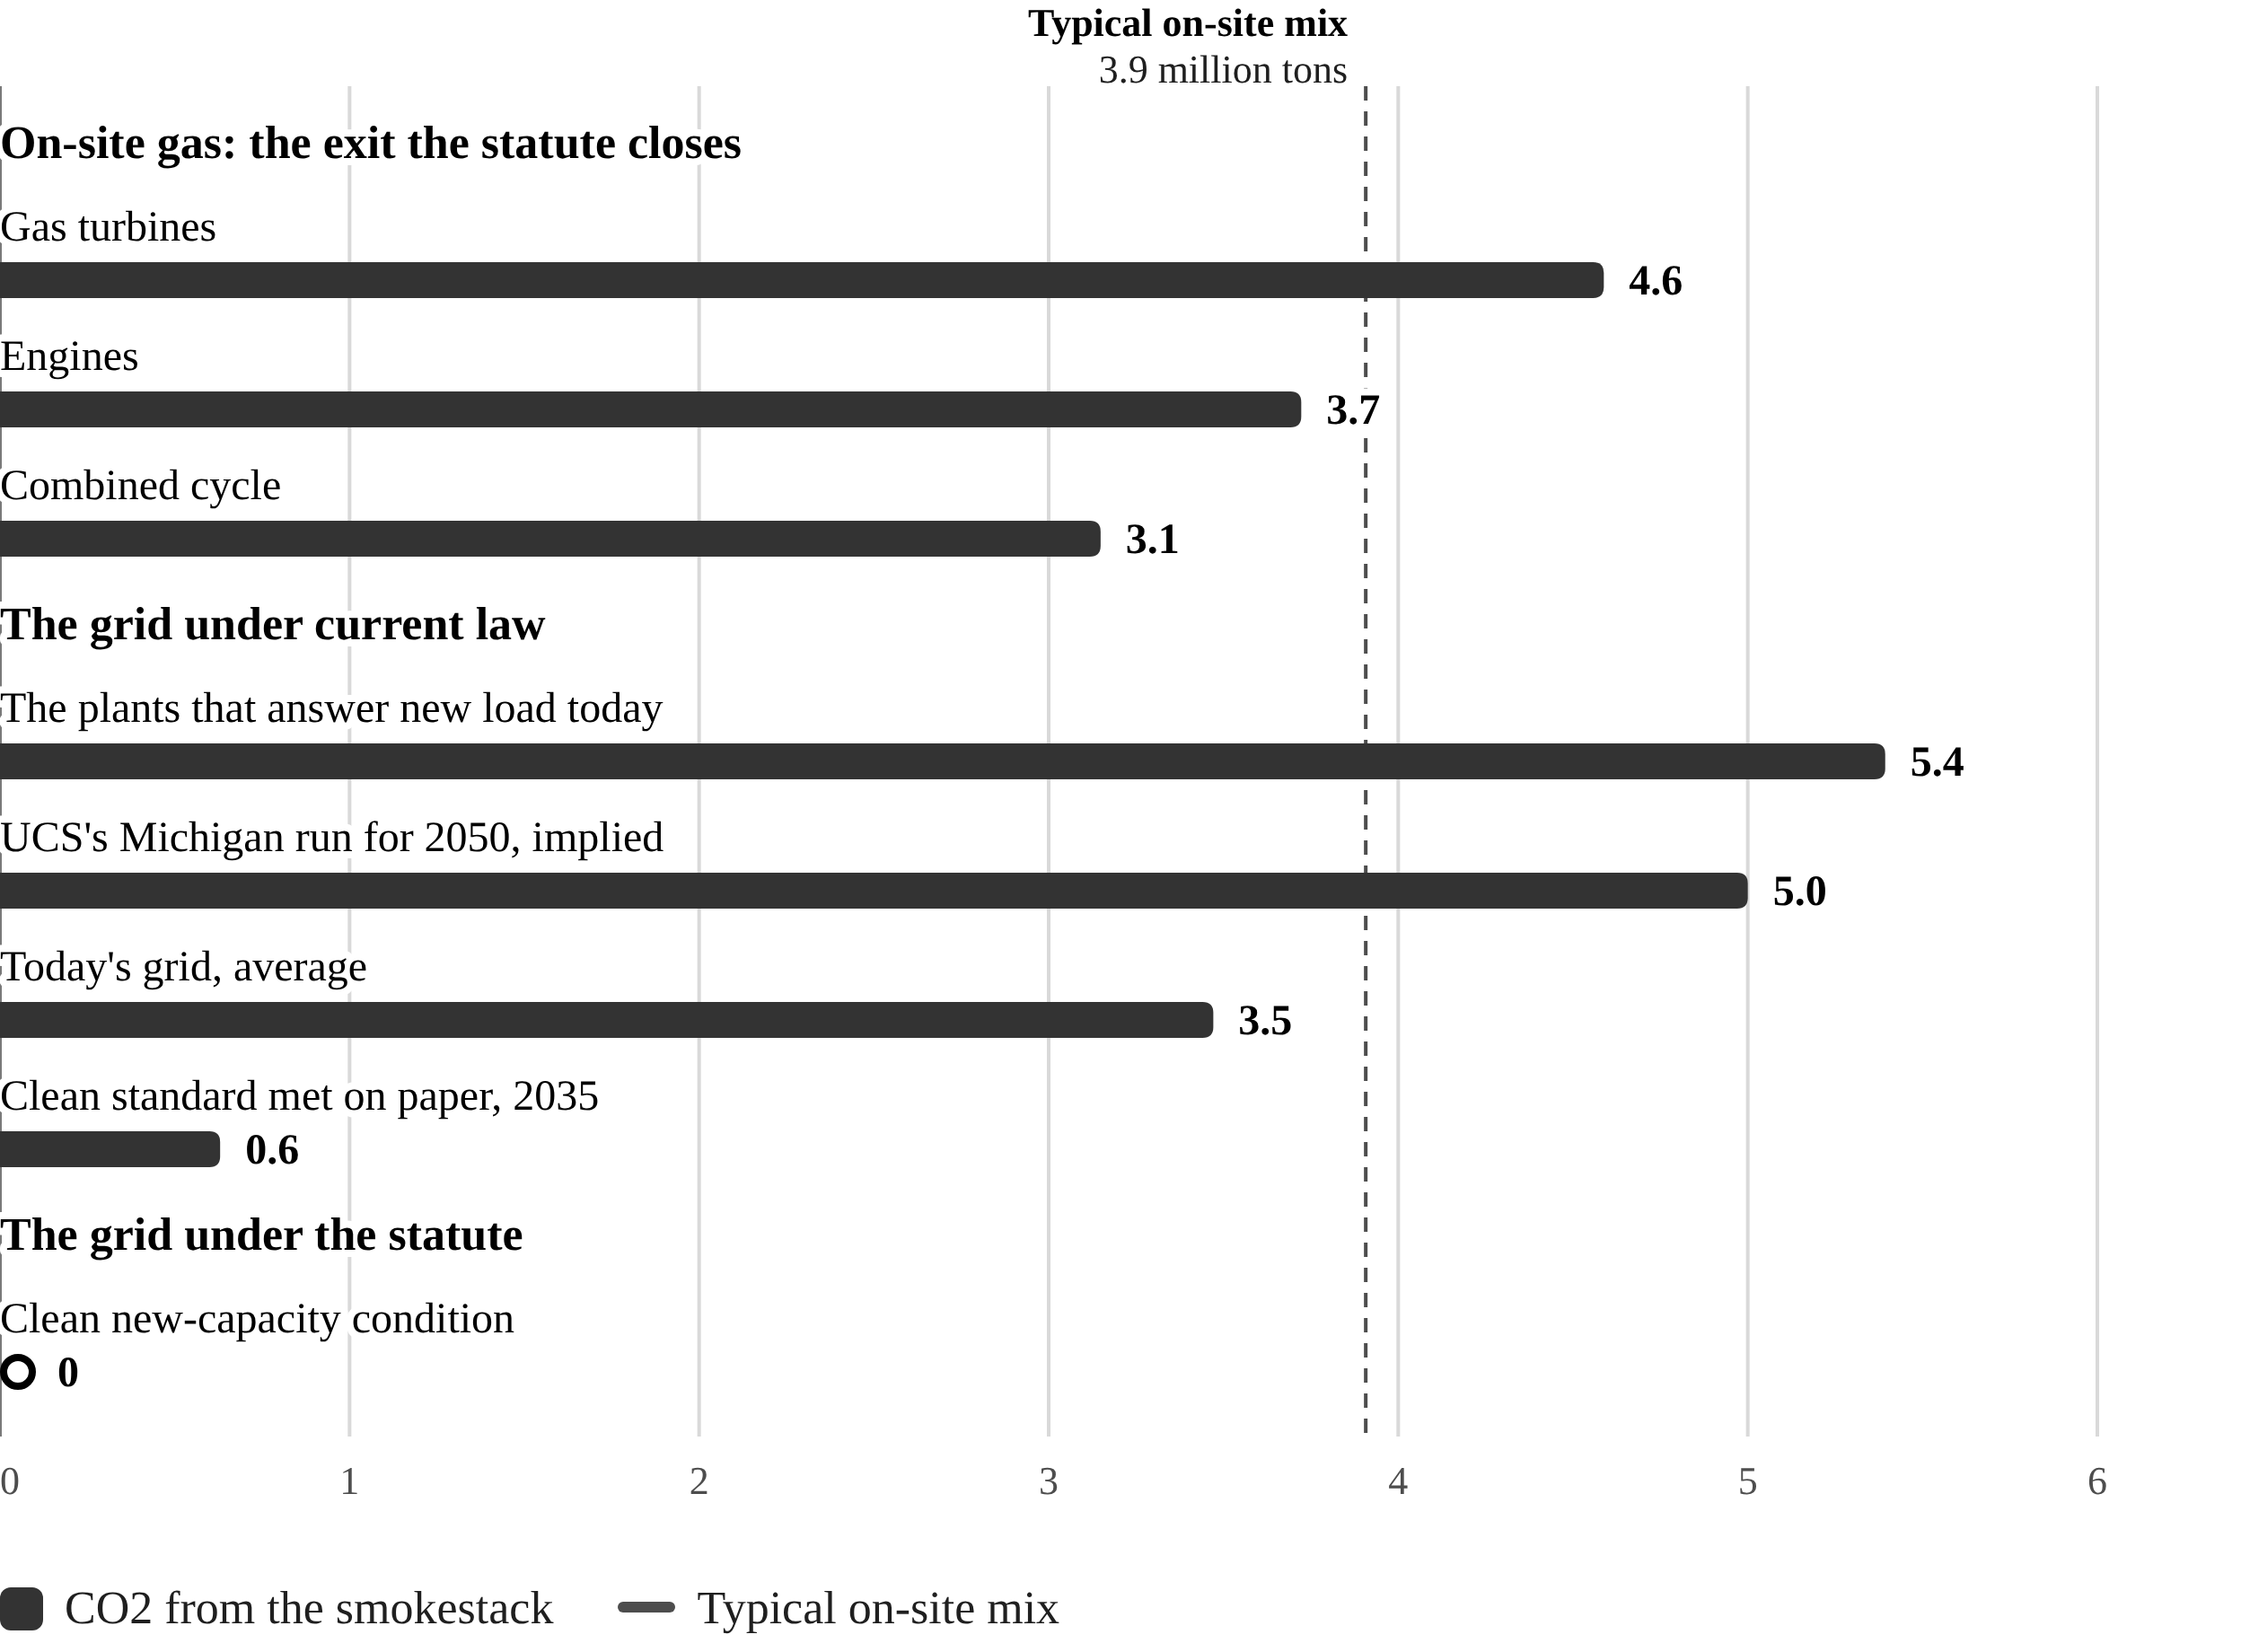 Typical on-site mix
3.9 million tons
On-site gas: the exit the statute closes
Gas turbines
4.6
Engines
3.7
Combined cycle
3.1
The grid under current law
The plants that answer new load today
5.4
UCS's Michigan run for 2050, implied
5.0
Today's grid, average
3.5
Clean standard met on paper, 2035
0.6
The grid under the statute
Clean new-capacity condition
0
0 1 2 3 4 5 6
CO2 from the smokestack Typical on-site mix